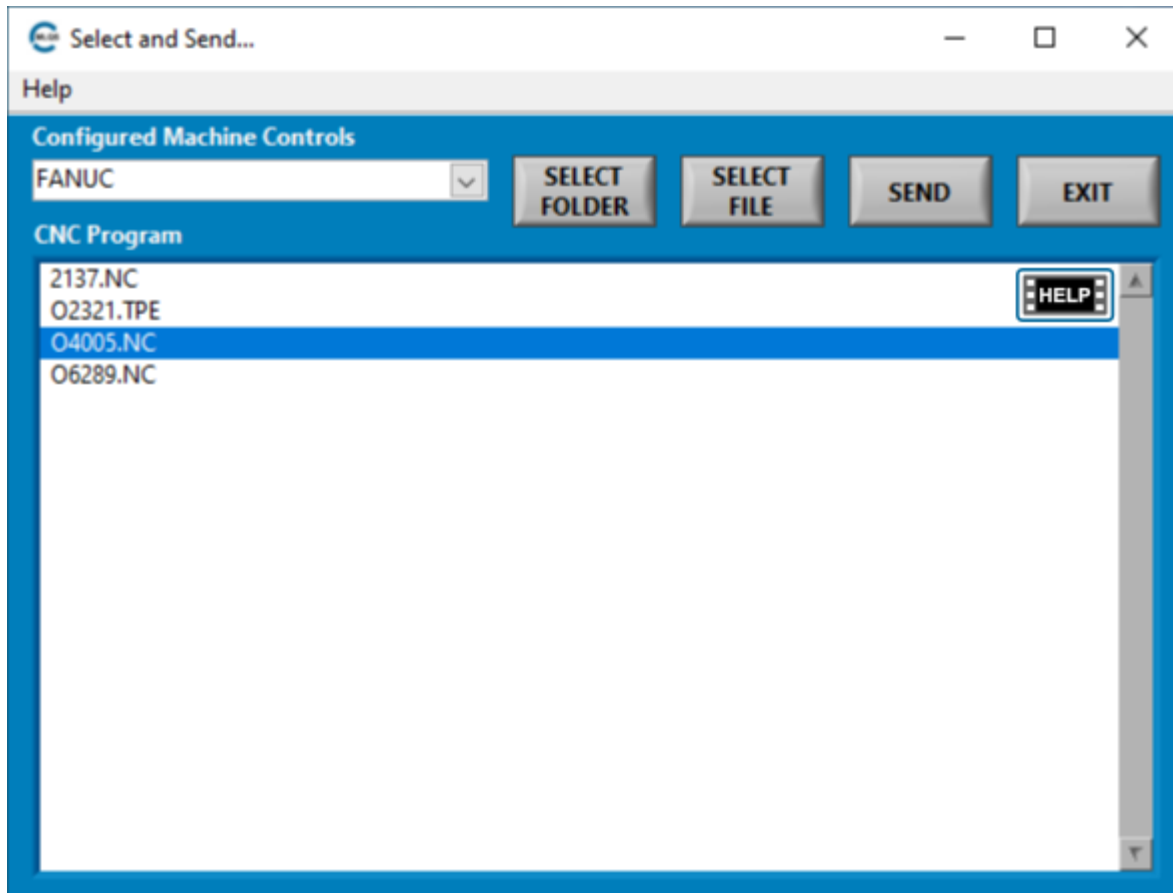 Select and Send...
Help
Configured Machine Controls
FANUC
SELECT
FOLDER
SELECT
FILE
SEND
EXIT
CNC Program
2137.NC
HELP
O2321.TPE
O4005.NC
O6289.NC